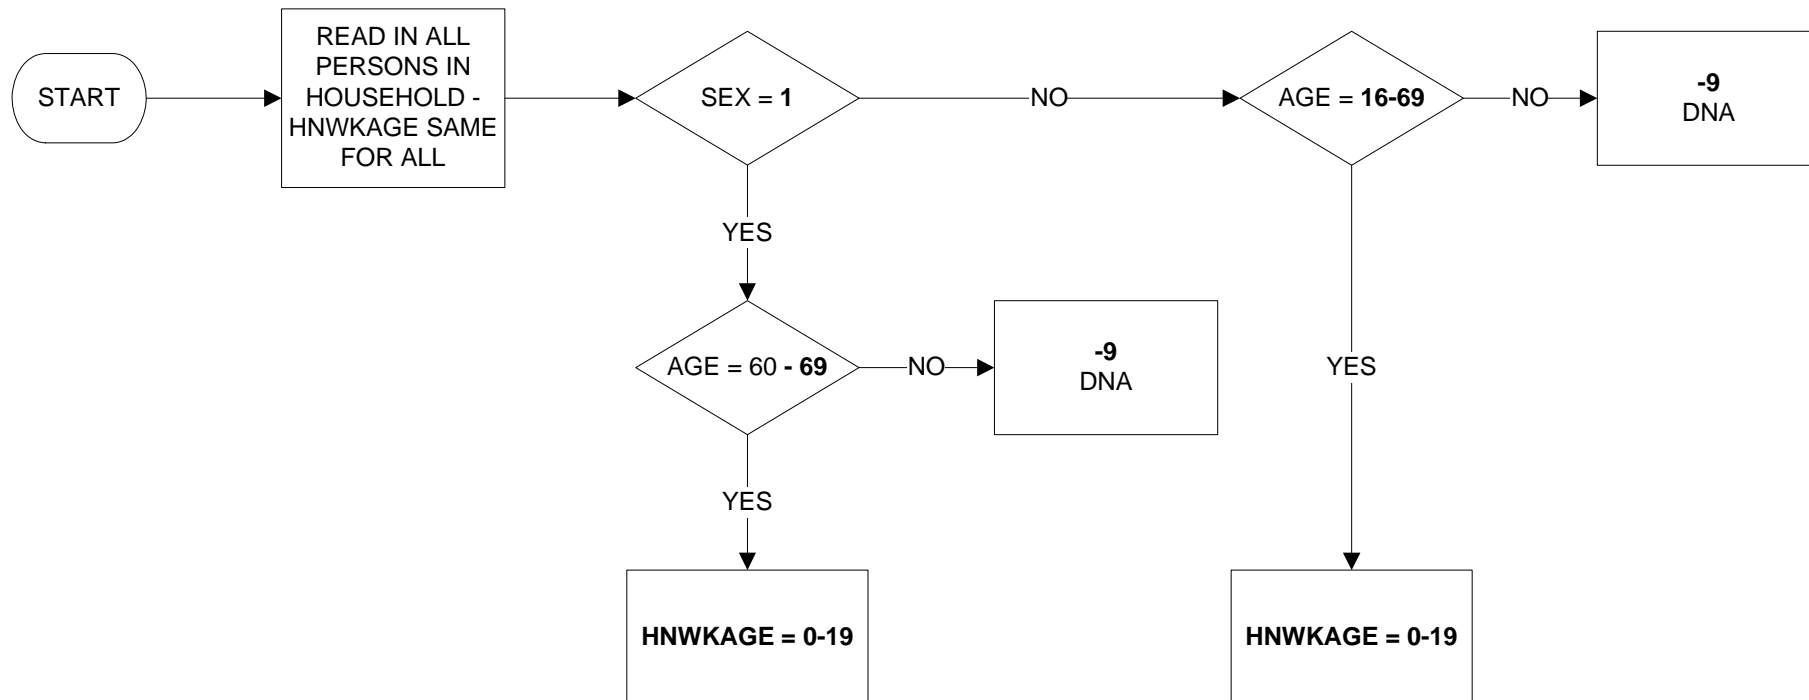 START
READ IN ALL
PERSONS IN
HOUSEHOLD -
HNWKAGE SAME
FOR ALL
SEX = 1
NO
AGE = 16-69
NO
-9
DNA
YES
AGE = 60 - 69
NO
-9
DNA
YES
YES
HNWKAGE = 0-19
HNWKAGE = 0-19